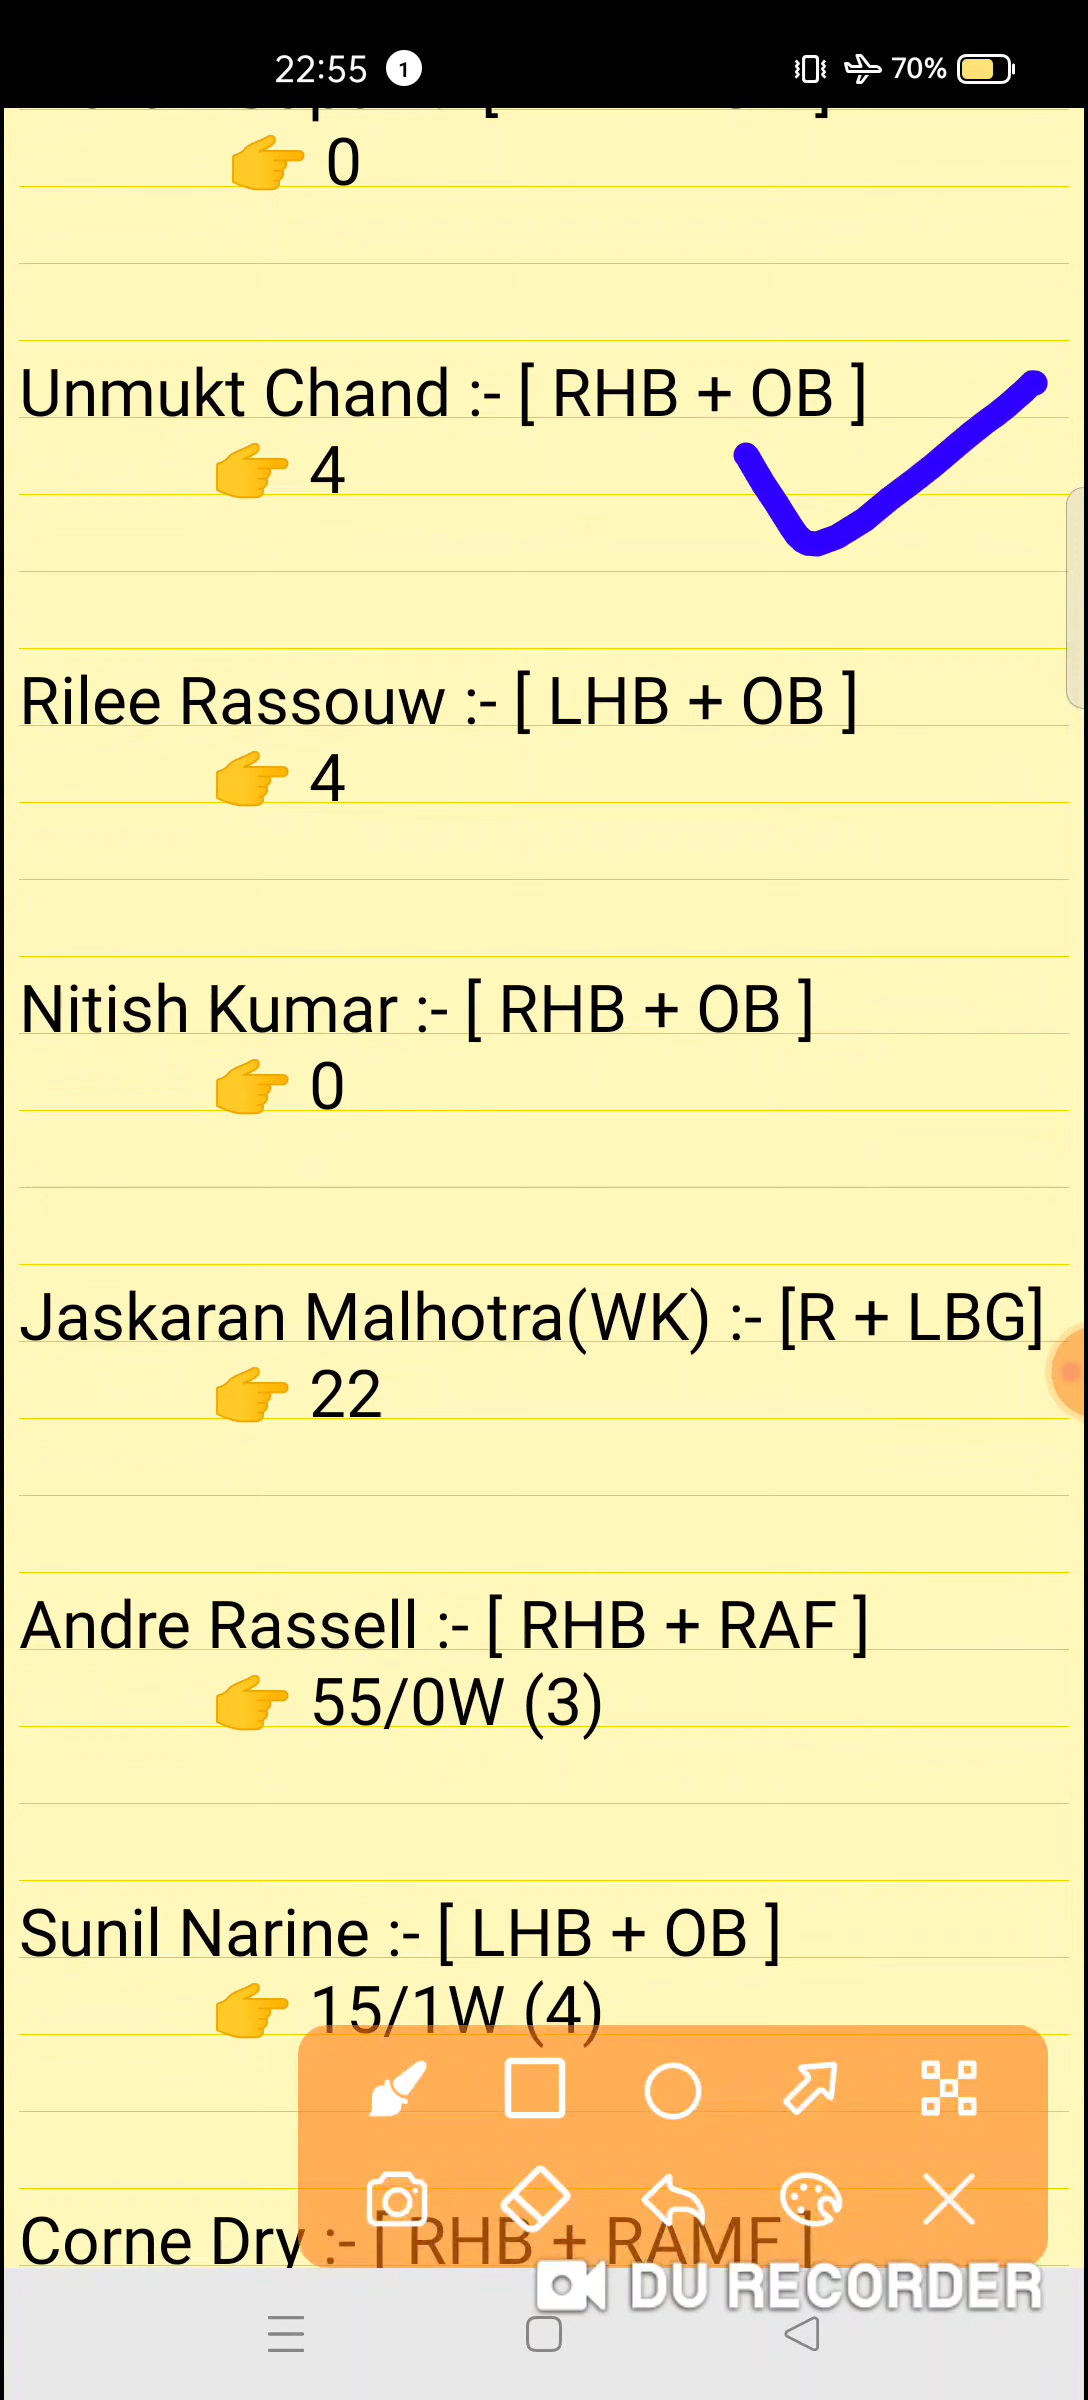 22:55 1 70%
👉 0
Unmukt Chand :- [ RHB + OB ]
👉 4
Rilee Rassouw :- [ LHB + OB ]
👉 4
Nitish Kumar :- [ RHB + OB ]
👉 0
Jaskaran Malhotra(WK) :- [R + LBG]
👉 22
Andre Rassell :- [ RHB + RAF ]
👉 55/0W (3)
Sunil Narine :- [ LHB + OB ]
👉 15/1W (4)
Corne Dry :- [ RHB + RAMF ]
DU RECORDER